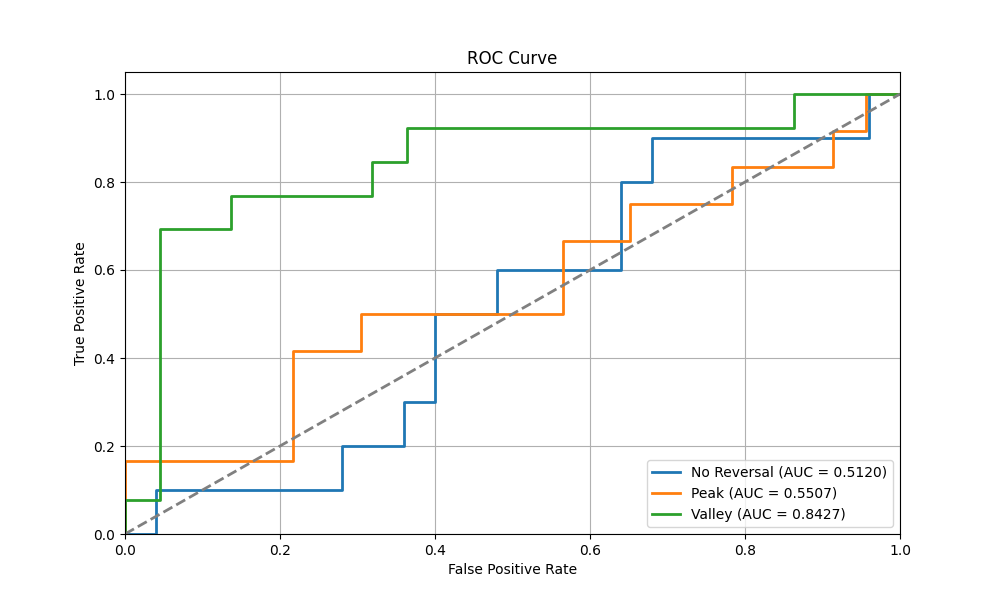 ROC Curve
True Positive Rate
1.0
0.8
0.6
0.4
0.2
0.0
0.0 0.2 0.4 0.6 0.8 1.0
False Positive Rate
No Reversal (AUC = 0.5120)
Peak (AUC = 0.5507)
Valley (AUC = 0.8427)